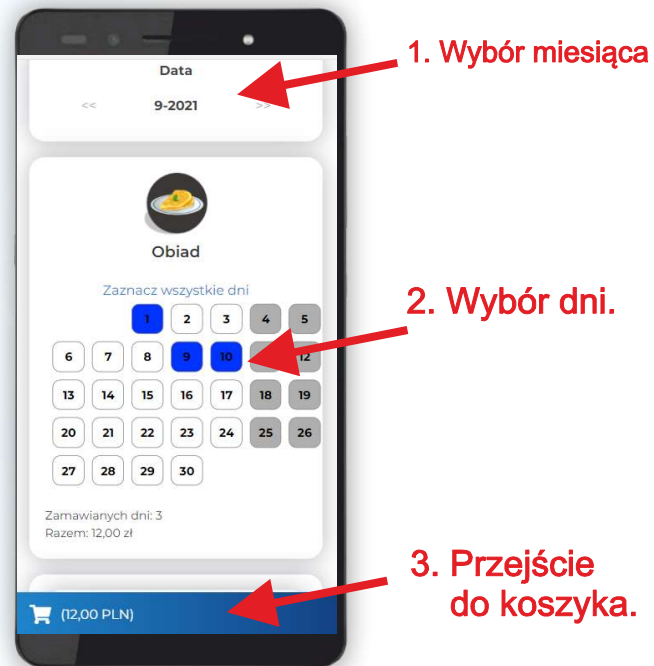 Data
<< 9-2021 >>
1. Wybór miesiąca
Obiad
Zaznacz wszystkie dni
1 2 3 4 5
6 7 8 9 10 12
13 14 15 16 17 18 19
20 21 22 23 24 25 26
27 28 29 30
2. Wybór dni.
Zamawianych dni: 3
Razem: 12,00 zł
(12,00 PLN)
3. Przejście
do koszyka.